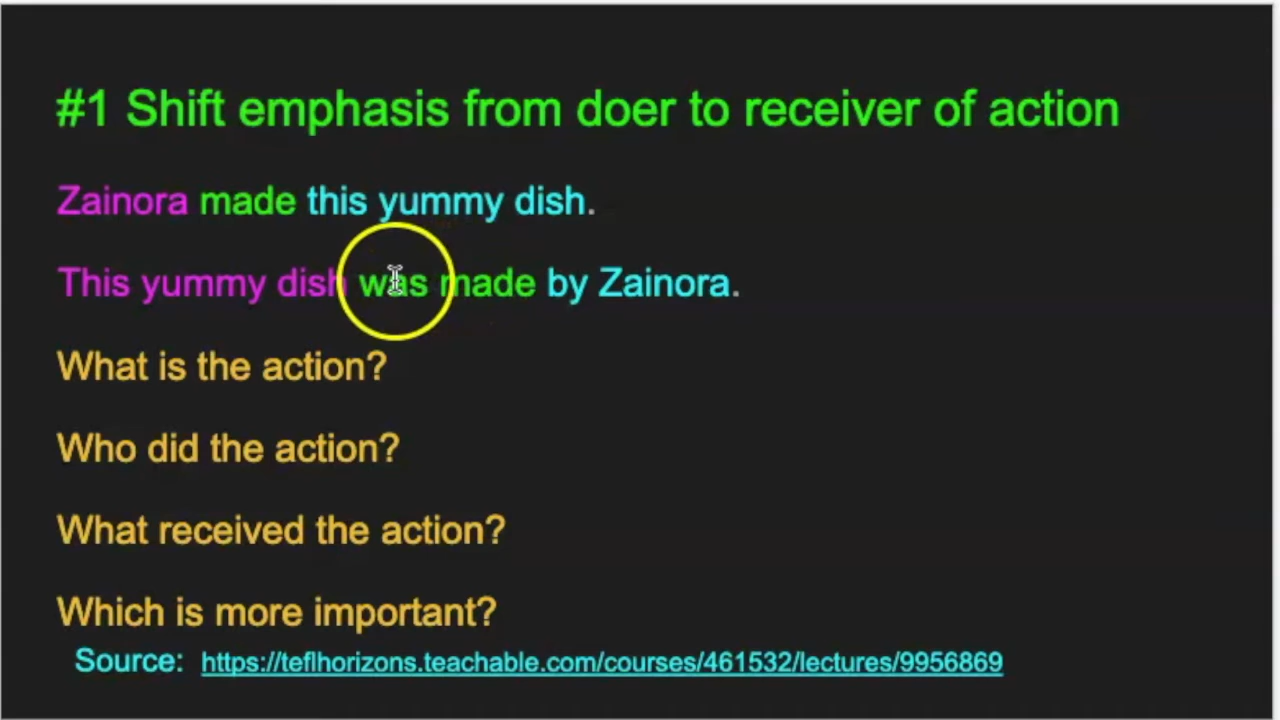 #1 Shift emphasis from doer to receiver of action
Zainora made this yummy dish.
This yummy dish was made by Zainora.
What is the action?
Who did the action?
What received the action?
Which is more important?
Source: https://teflhorizons.teachable.com/courses/461532/lectures/9956869